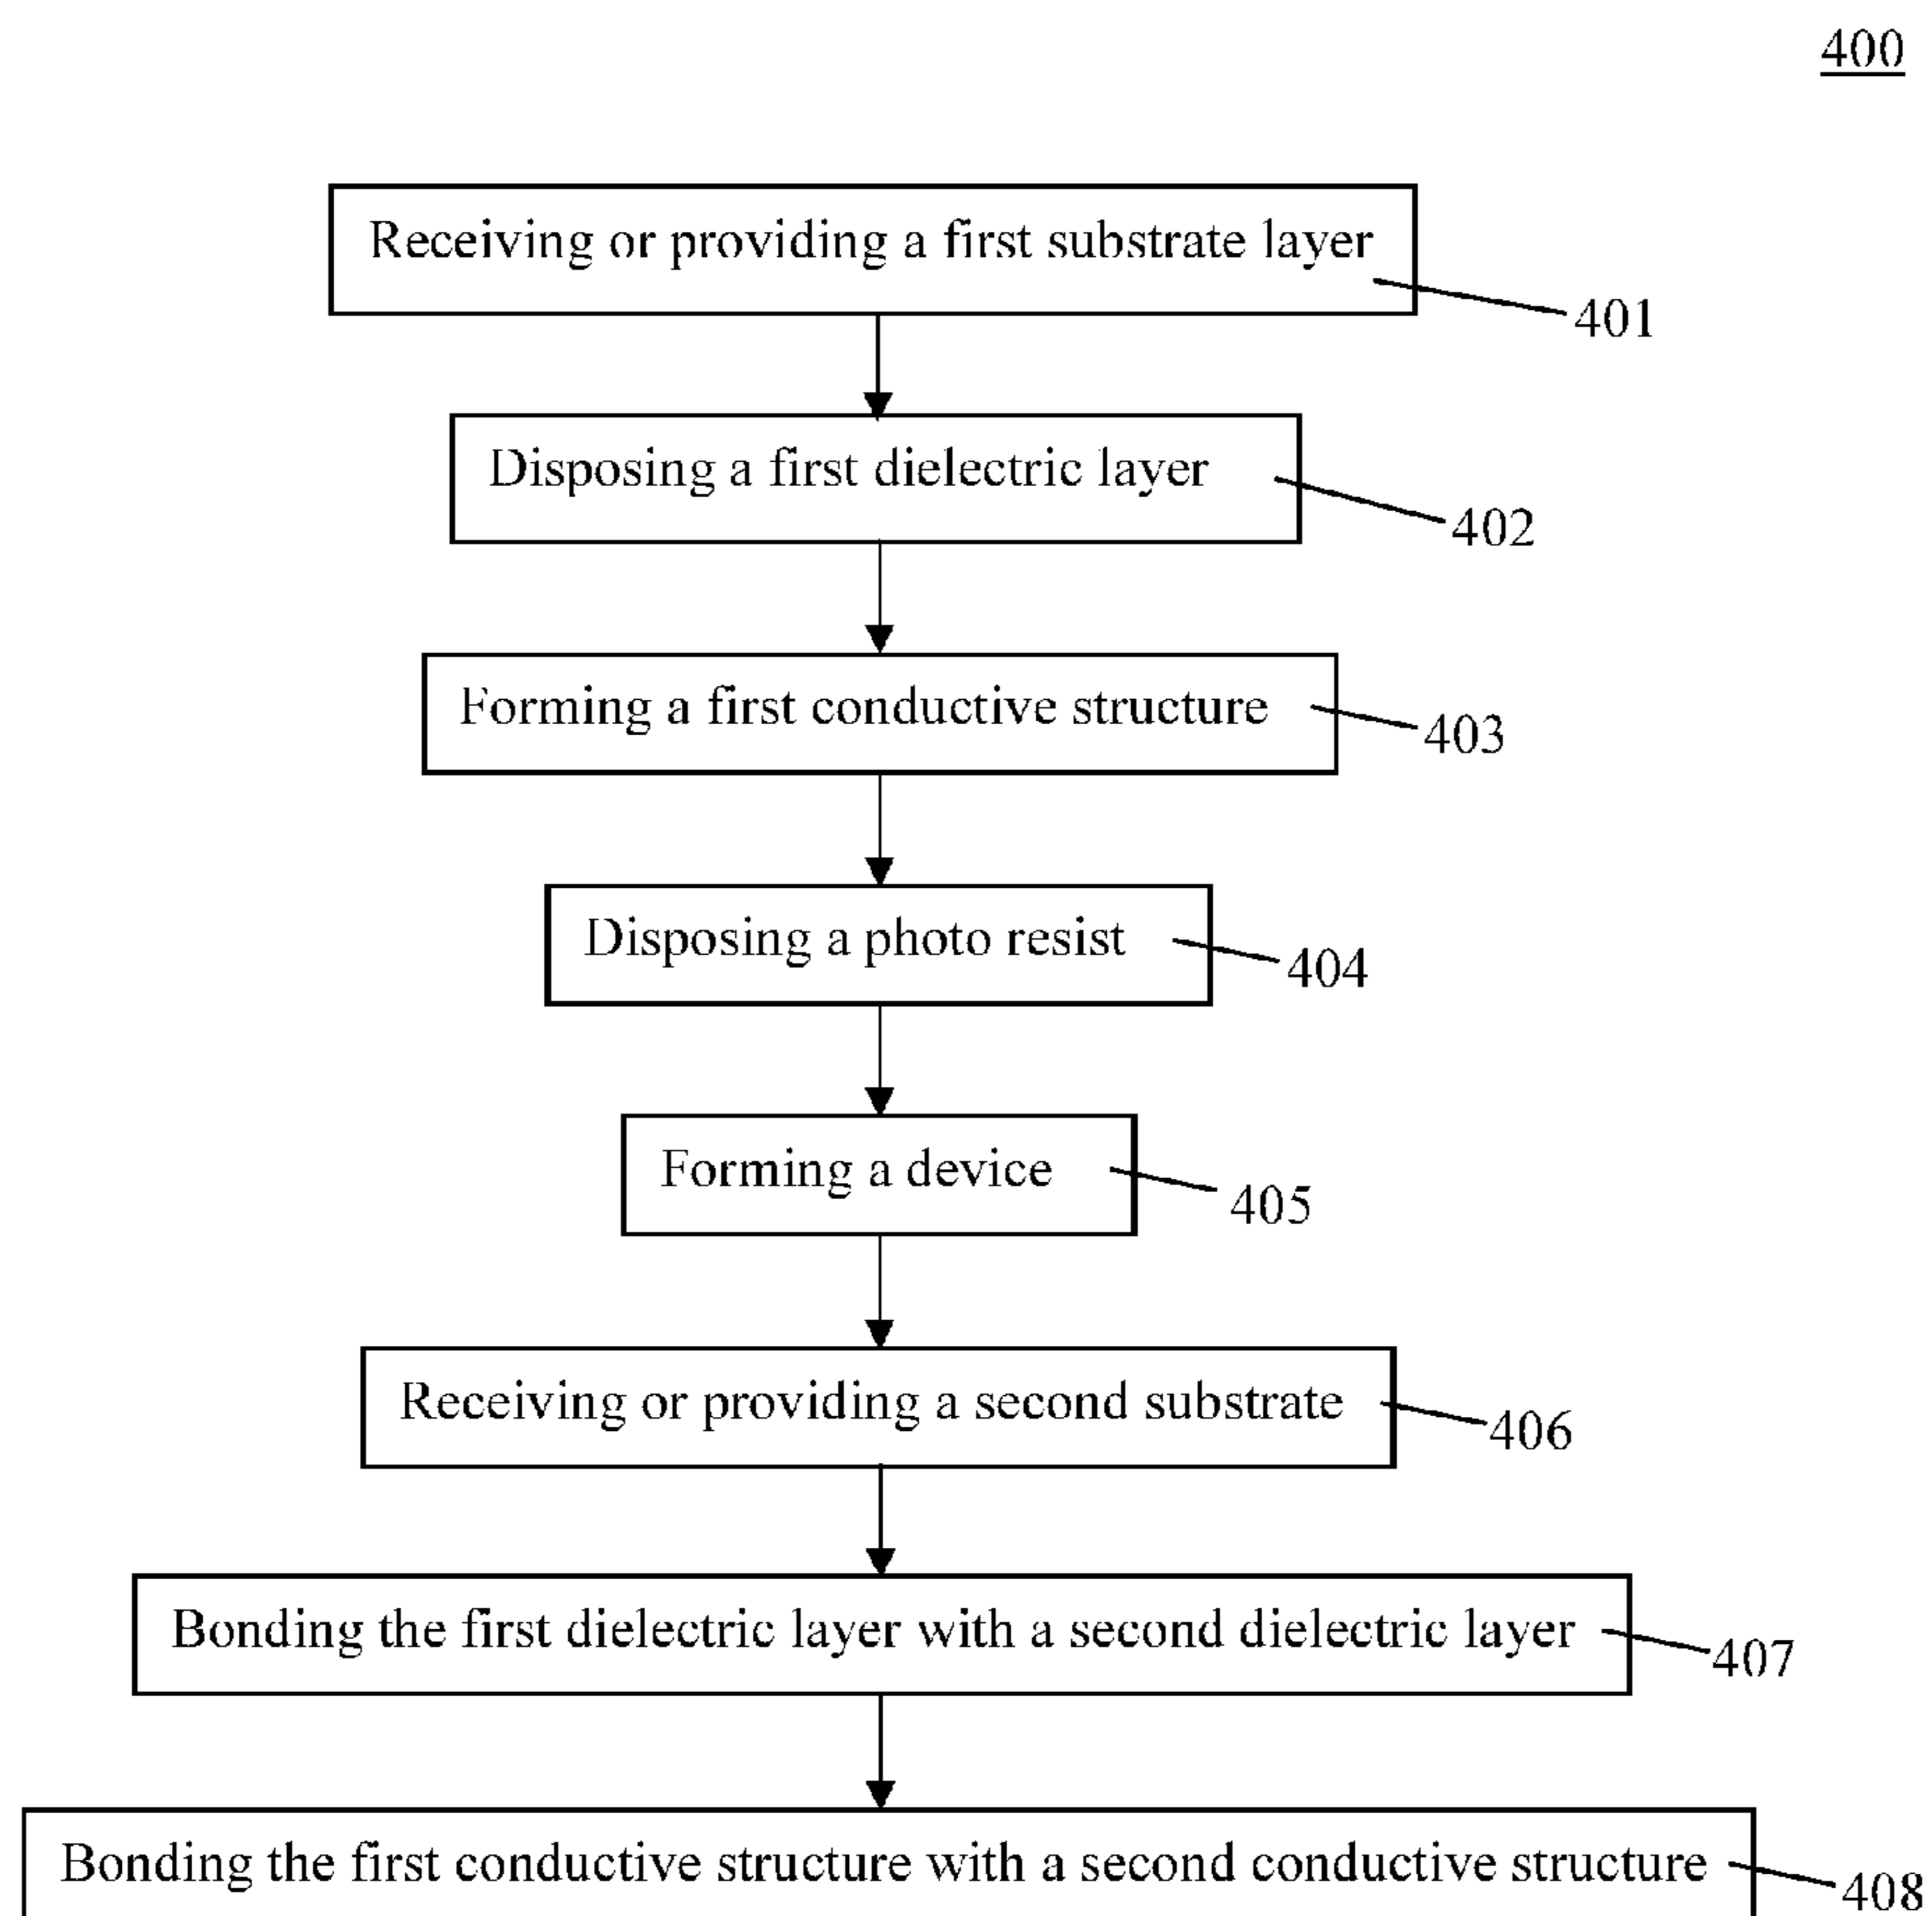 400
Receiving or providing a first substrate layer
401
Disposing a first dielectric layer
402
Forming a first conductive structure
403
Disposing a photo resist
404
Forming a device
405
Receiving or providing a second substrate
406
Bonding the first dielectric layer with a second dielectric layer
407
Bonding the first conductive structure with a second conductive structure
408